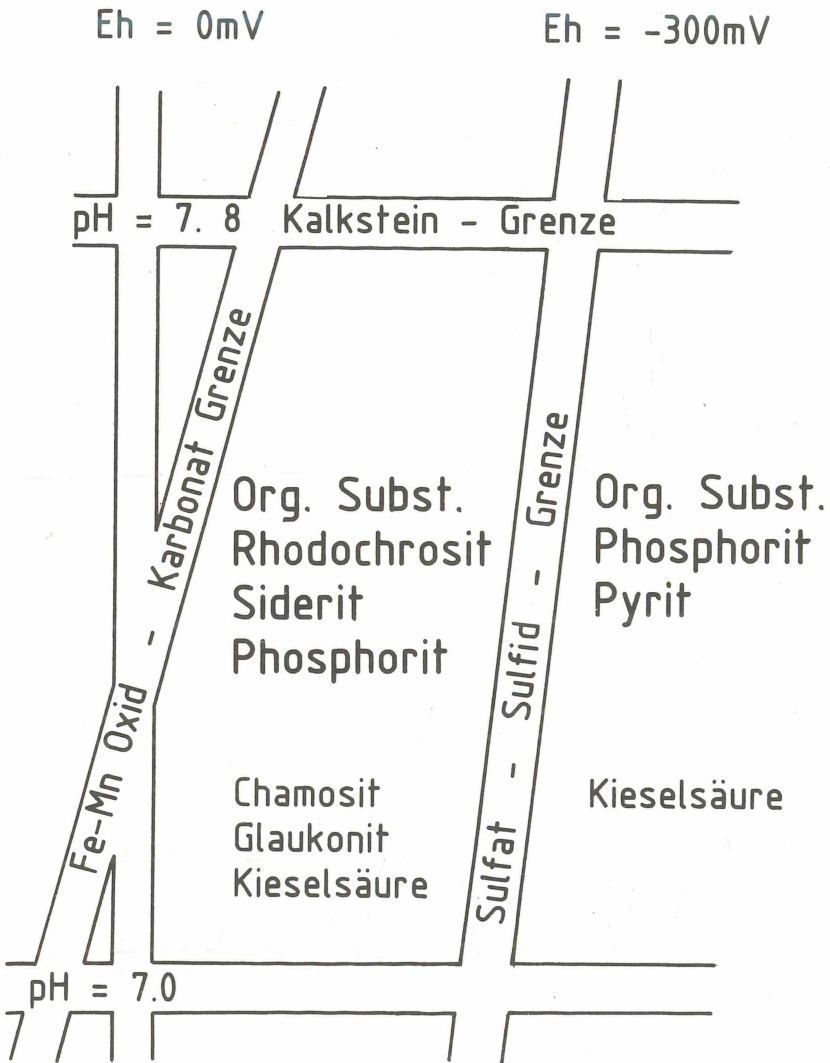 Eh = 0mV
Eh = -300mV
pH = 7. 8 Kalkstein - Grenze
Fe-Mn Oxid - Karbonat Grenze
Org. Subst.
Rhodochrosit
Siderit
Phosphorit
Chamosit
Glaukonit
Kieselsäure
Sulfat - Sulfid - Grenze
Org. Subst.
Phosphorit
Pyrit
Kieselsäure
pH = 7.0